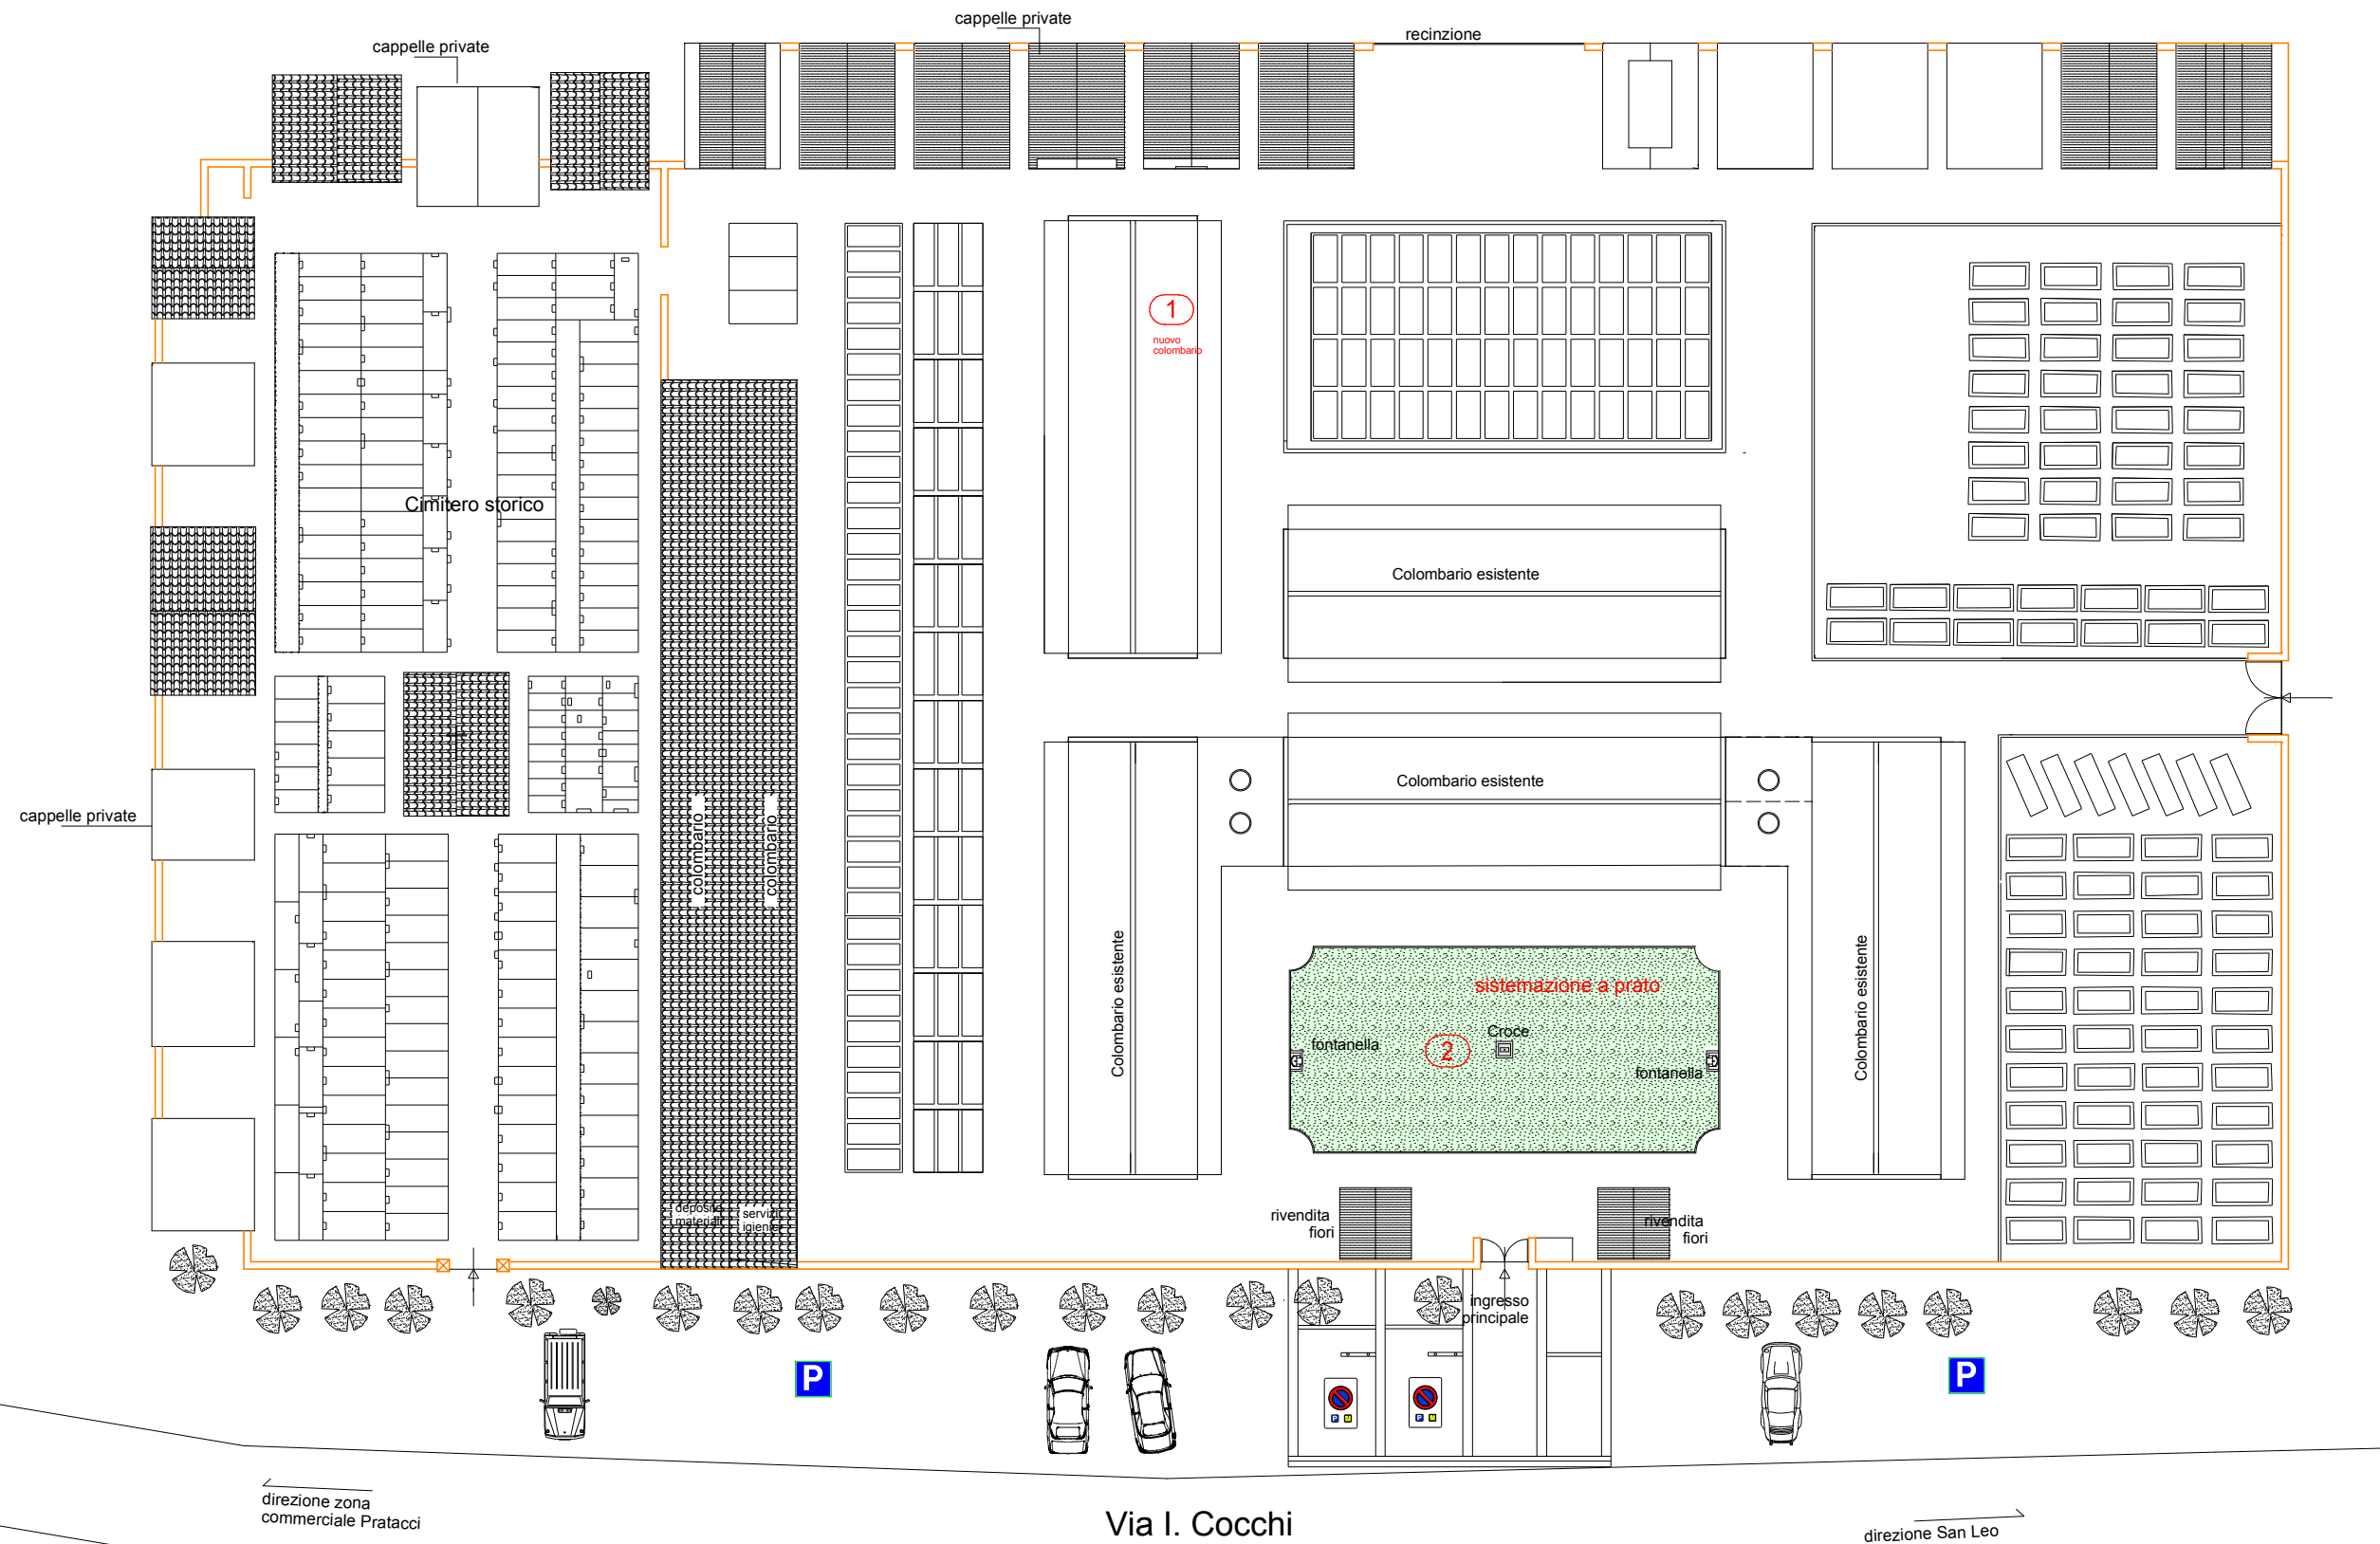 cappelle private
cappelle private
recinzione
1
nuovo
colombario
Cimitero storico
Colombario esistente
Colombario esistente
cappelle private
colombario
colombario
Colombario esistente
Colombario esistente
sistemazione a prato
Croce
2
fontanella
fontanella
deposito
materiali
servizi
igienici
rivendita
fiori
rivendita
fiori
ingresso
principale
P
P
direzione zona
commerciale Pratacci
Via I. Cocchi
direzione San Leo